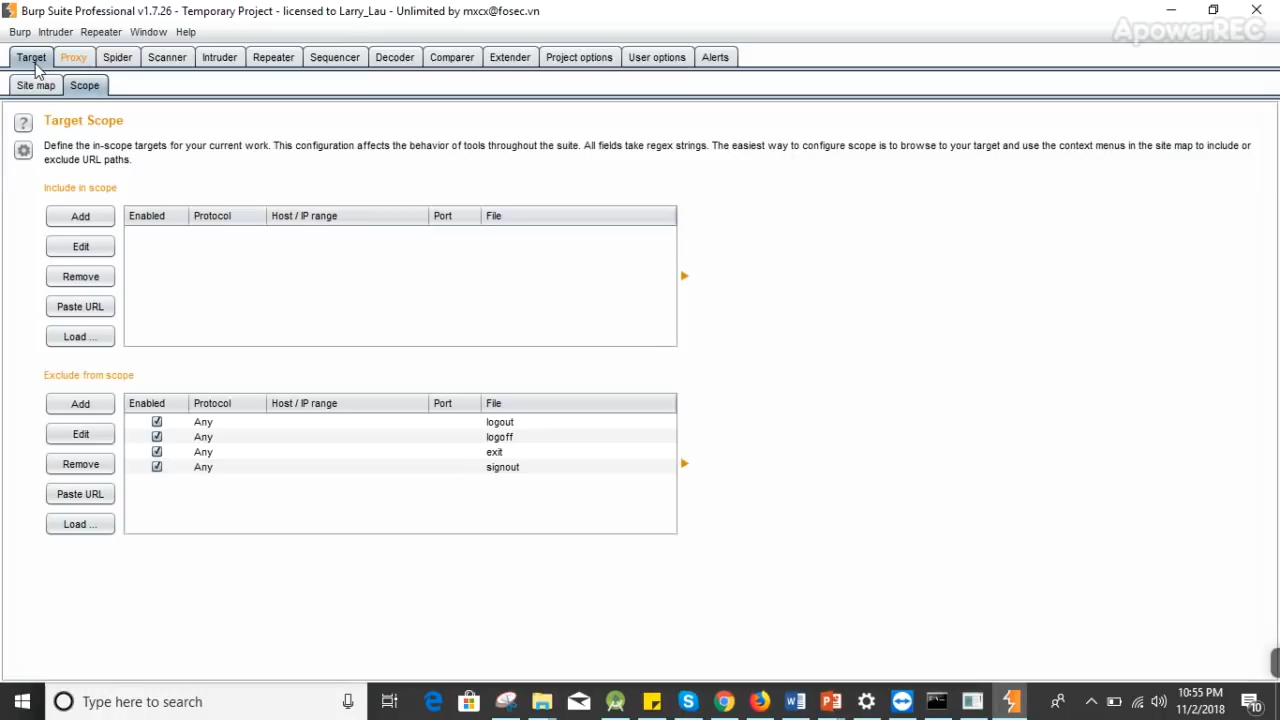 Burp Suite Professional v1.7.26 - Temporary Project - licensed to Larry_Lau - Unlimited by mxcx@fosec.vn
ApowerREC
Burp Intruder Repeater Window Help
Target Proxy Spider Scanner Intruder Repeater Sequencer Decoder Comparer Extender Project options User options Alerts
Site map Scope
? Target Scope
Define the in-scope targets for your current work. This configuration affects the behavior of tools throughout the suite. All fields take regex strings. The easiest way to configure scope is to browse to your target and use the context menus in the site map to include or
exclude URL paths.
Include in scope
Add Enabled Protocol Host / IP range Port File
Edit
Remove
Paste URL
Load ...
Exclude from scope
Add Enabled Protocol Host / IP range Port File
Any logout
Edit Any logoff
Any exit
Remove Any signout
Paste URL
Load ...
Type here to search
10:55 PM
11/2/2018
10